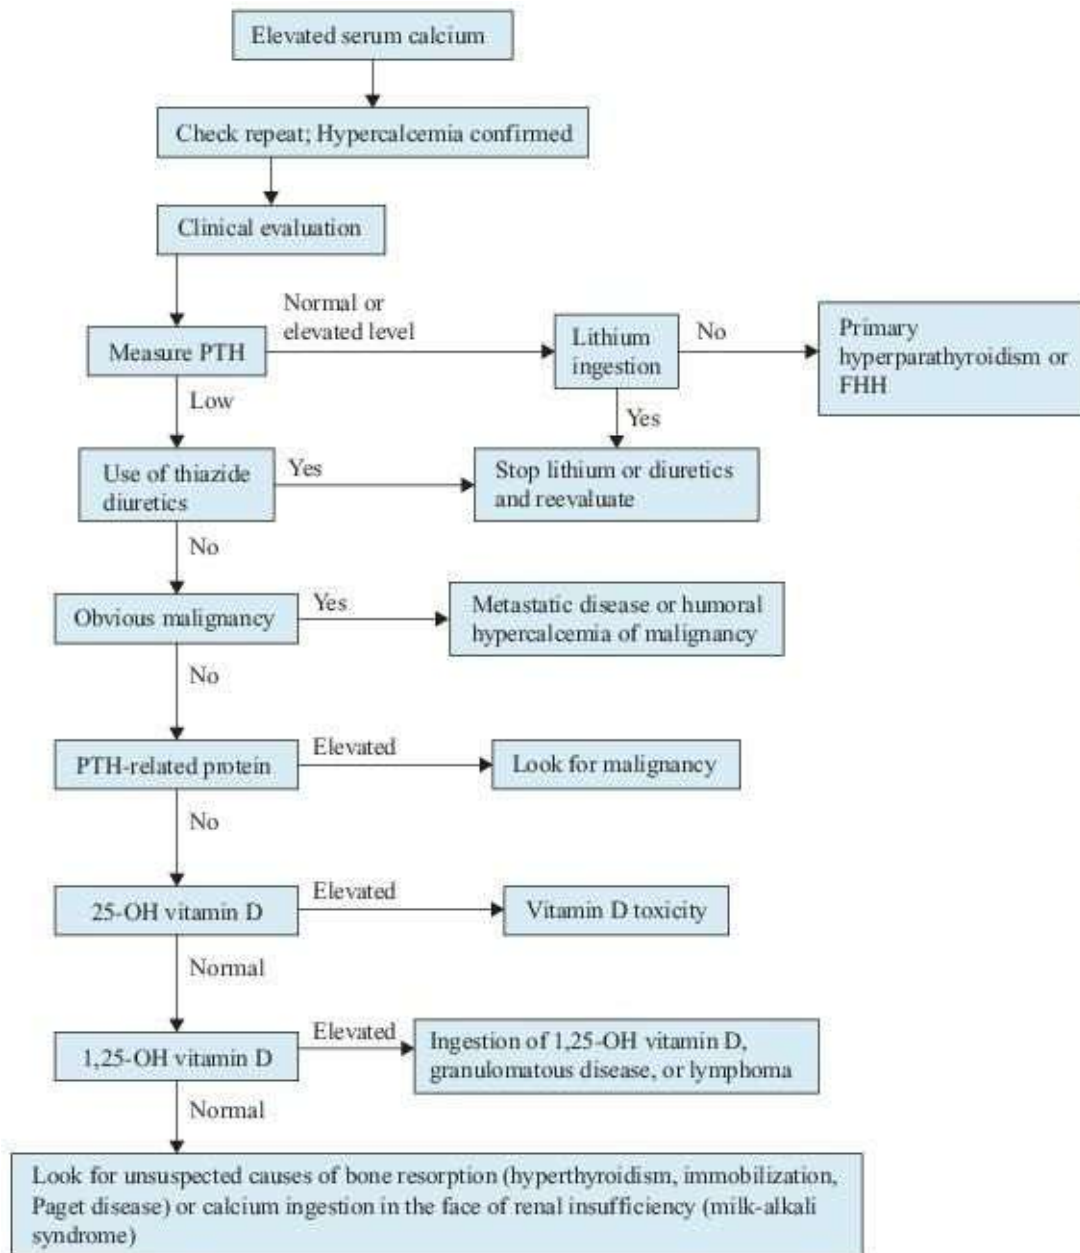 Elevated serum calcium
Check repeat; Hypercalcemia confirmed
Clinical evaluation
Normal or
elevated level
Measure PTH
Lithium
ingestion
No
Primary
hyperparathyroidism or
FHH
Low
Yes
Use of thiazide
diuretics
Yes
Stop lithium or diuretics
and reevaluate
No
Obvious malignancy
Yes
Metastatic disease or humoral
hypercalcemia of malignancy
No
PTH-related protein
Elevated
Look for malignancy
No
25-OH vitamin D
Elevated
Vitamin D toxicity
Normal
1,25-OH vitamin D
Elevated
Ingestion of 1,25-OH vitamin D,
granulomatous disease, or lymphoma
Normal
Look for unsuspected causes of bone resorption (hyperthyroidism, immobilization,
Paget disease) or calcium ingestion in the face of renal insufficiency (milk-alkali
syndrome)